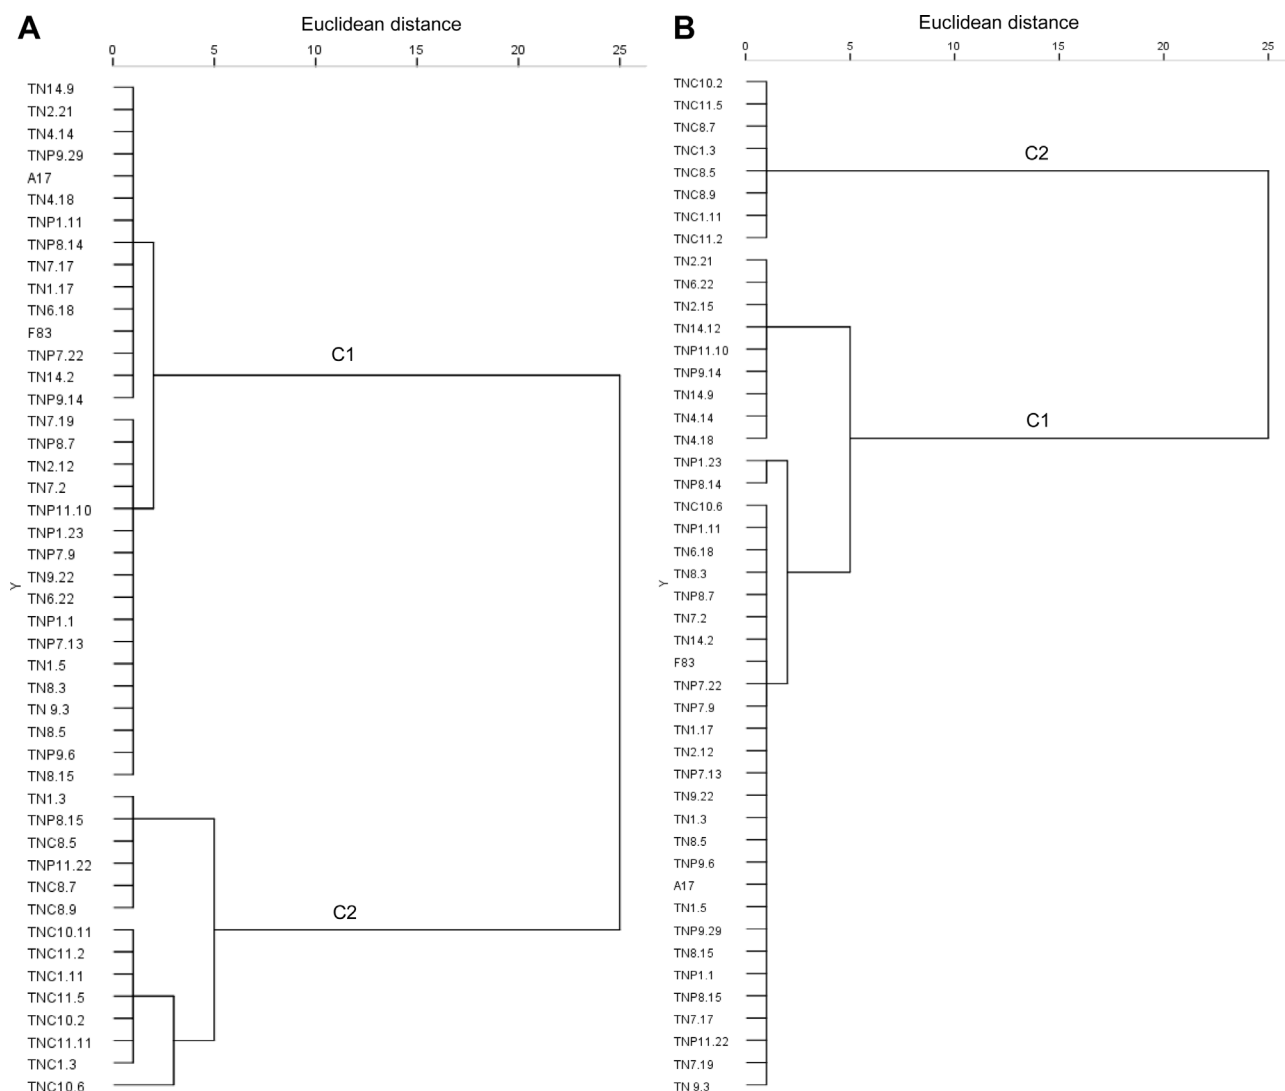 A
Euclidean distance
0 5 10 15 20 25
TN14.9
TN2.21
TN4.14
TNP9.29
A17
TN4.18
TNP1.11
TNP8.14
TN7.17
TN1.17
TN6.18
F83
TNP7.22
C1
TN14.2
TNP9.14
TN7.19
TNP8.7
TN2.12
TN7.2
TNP11.10
TNP1.23
TNP7.9
TN9.22
Y
TN6.22
TNP1.1
TNP7.13
TN1.5
TN8.3
TN 9.3
TN8.5
TNP9.6
TN8.15
TN1.3
TNP8.15
TNC8.5
TNP11.22
TNC8.7
TNC8.9
C2
TNC10.11
TNC11.2
TNC1.11
TNC11.5
TNC10.2
TNC11.11
TNC1.3
TNC10.6
B
Euclidean distance
0 5 10 15 20 25
TNC10.2
TNC11.5
TNC8.7
TNC1.3
C2
TNC8.5
TNC8.9
TNC1.11
TNC11.2
TN2.21
TN6.22
TN2.15
TN14.12
TNP11.10
TNP9.14
TN14.9
TN4.14
C1
TN4.18
TNP1.23
TNP8.14
TNC10.6
TNP1.11
TN6.18
TN8.3
Y
TNP8.7
TN7.2
TN14.2
F83
TNP7.22
TNP7.9
TN1.17
TN2.12
TNP7.13
TN9.22
TN1.3
TN8.5
TNP9.6
A17
TN1.5
TNP9.29
TN8.15
TNP1.1
TNP8.15
TN7.17
TNP11.22
TN7.19
TN 9.3